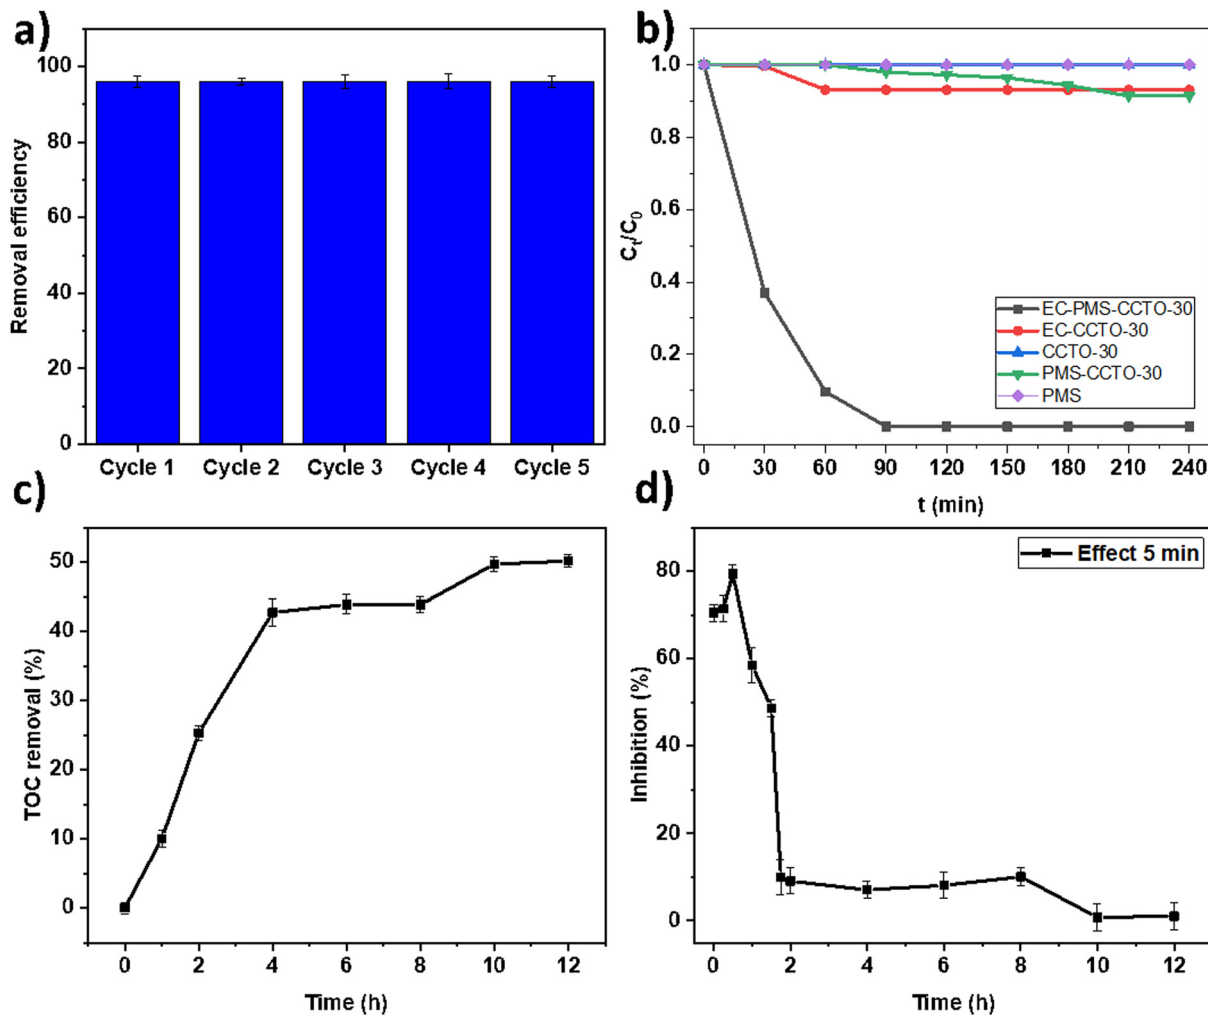 a)
Removal efficiency
100
80
60
40
20
0
Cycle 1 Cycle 2 Cycle 3 Cycle 4 Cycle 5
b)
Ct/C0
1.0
0.8
0.6
0.4
0.2
0.0
EC-PMS-CCTO-30
EC-CCTO-30
CCTO-30
PMS-CCTO-30
PMS
0 30 60 90 120 150 180 210 240
t (min)
c)
TOC removal (%)
50
40
30
20
10
0
0 2 4 6 8 10 12
Time (h)
d)
Inhibition (%)
80
60
40
20
0
Effect 5 min
0 2 4 6 8 10 12
Time (h)